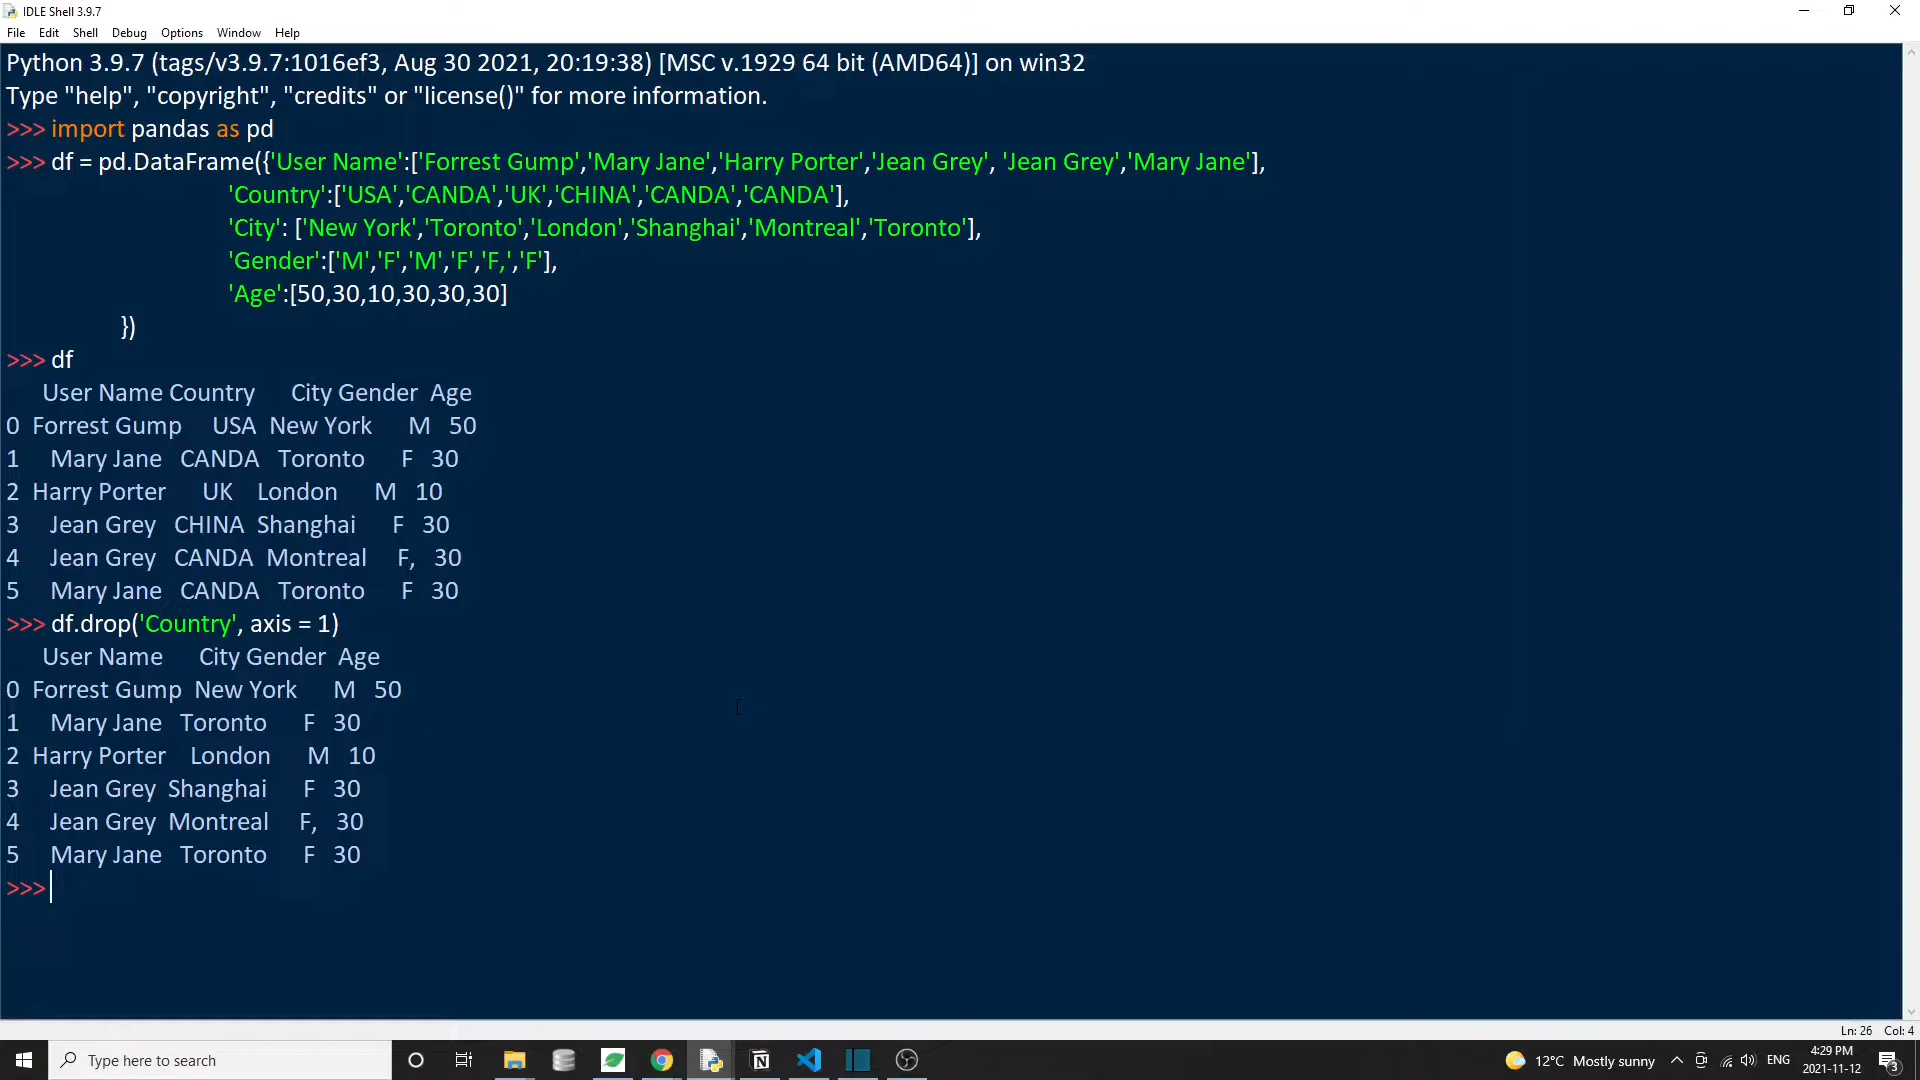 IDLE Shell 3.9.7
File Edit Shell Debug Options Window Help
Python 3.9.7 (tags/v3.9.7:1016ef3, Aug 30 2021, 20:19:38) [MSC v.1929 64 bit (AMD64)] on win32
Type "help", "copyright", "credits" or "license()" for more information.
>>> import pandas as pd
>>> df = pd.DataFrame({'User Name':['Forrest Gump','Mary Jane','Harry Porter','Jean Grey', 'Jean Grey','Mary Jane'],
'Country':['USA','CANDA','UK','CHINA','CANDA','CANDA'],
'City': ['New York','Toronto','London','Shanghai','Montreal','Toronto'],
'Gender':['M','F','M','F','F,','F'],
'Age':[50,30,10,30,30,30]
})
>>> df
User Name Country City Gender Age
0 Forrest Gump USA New York M 50
1 Mary Jane CANDA Toronto F 30
2 Harry Porter UK London M 10
3 Jean Grey CHINA Shanghai F 30
4 Jean Grey CANDA Montreal F, 30
5 Mary Jane CANDA Toronto F 30
>>> df.drop('Country', axis = 1)
User Name City Gender Age
0 Forrest Gump New York M 50
1 Mary Jane Toronto F 30
2 Harry Porter London M 10
3 Jean Grey Shanghai F 30
4 Jean Grey Montreal F, 30
5 Mary Jane Toronto F 30
>>>
Ln: 26 Col: 4
Type here to search
12°C Mostly sunny
ENG
4:29 PM
2021-11-12
3